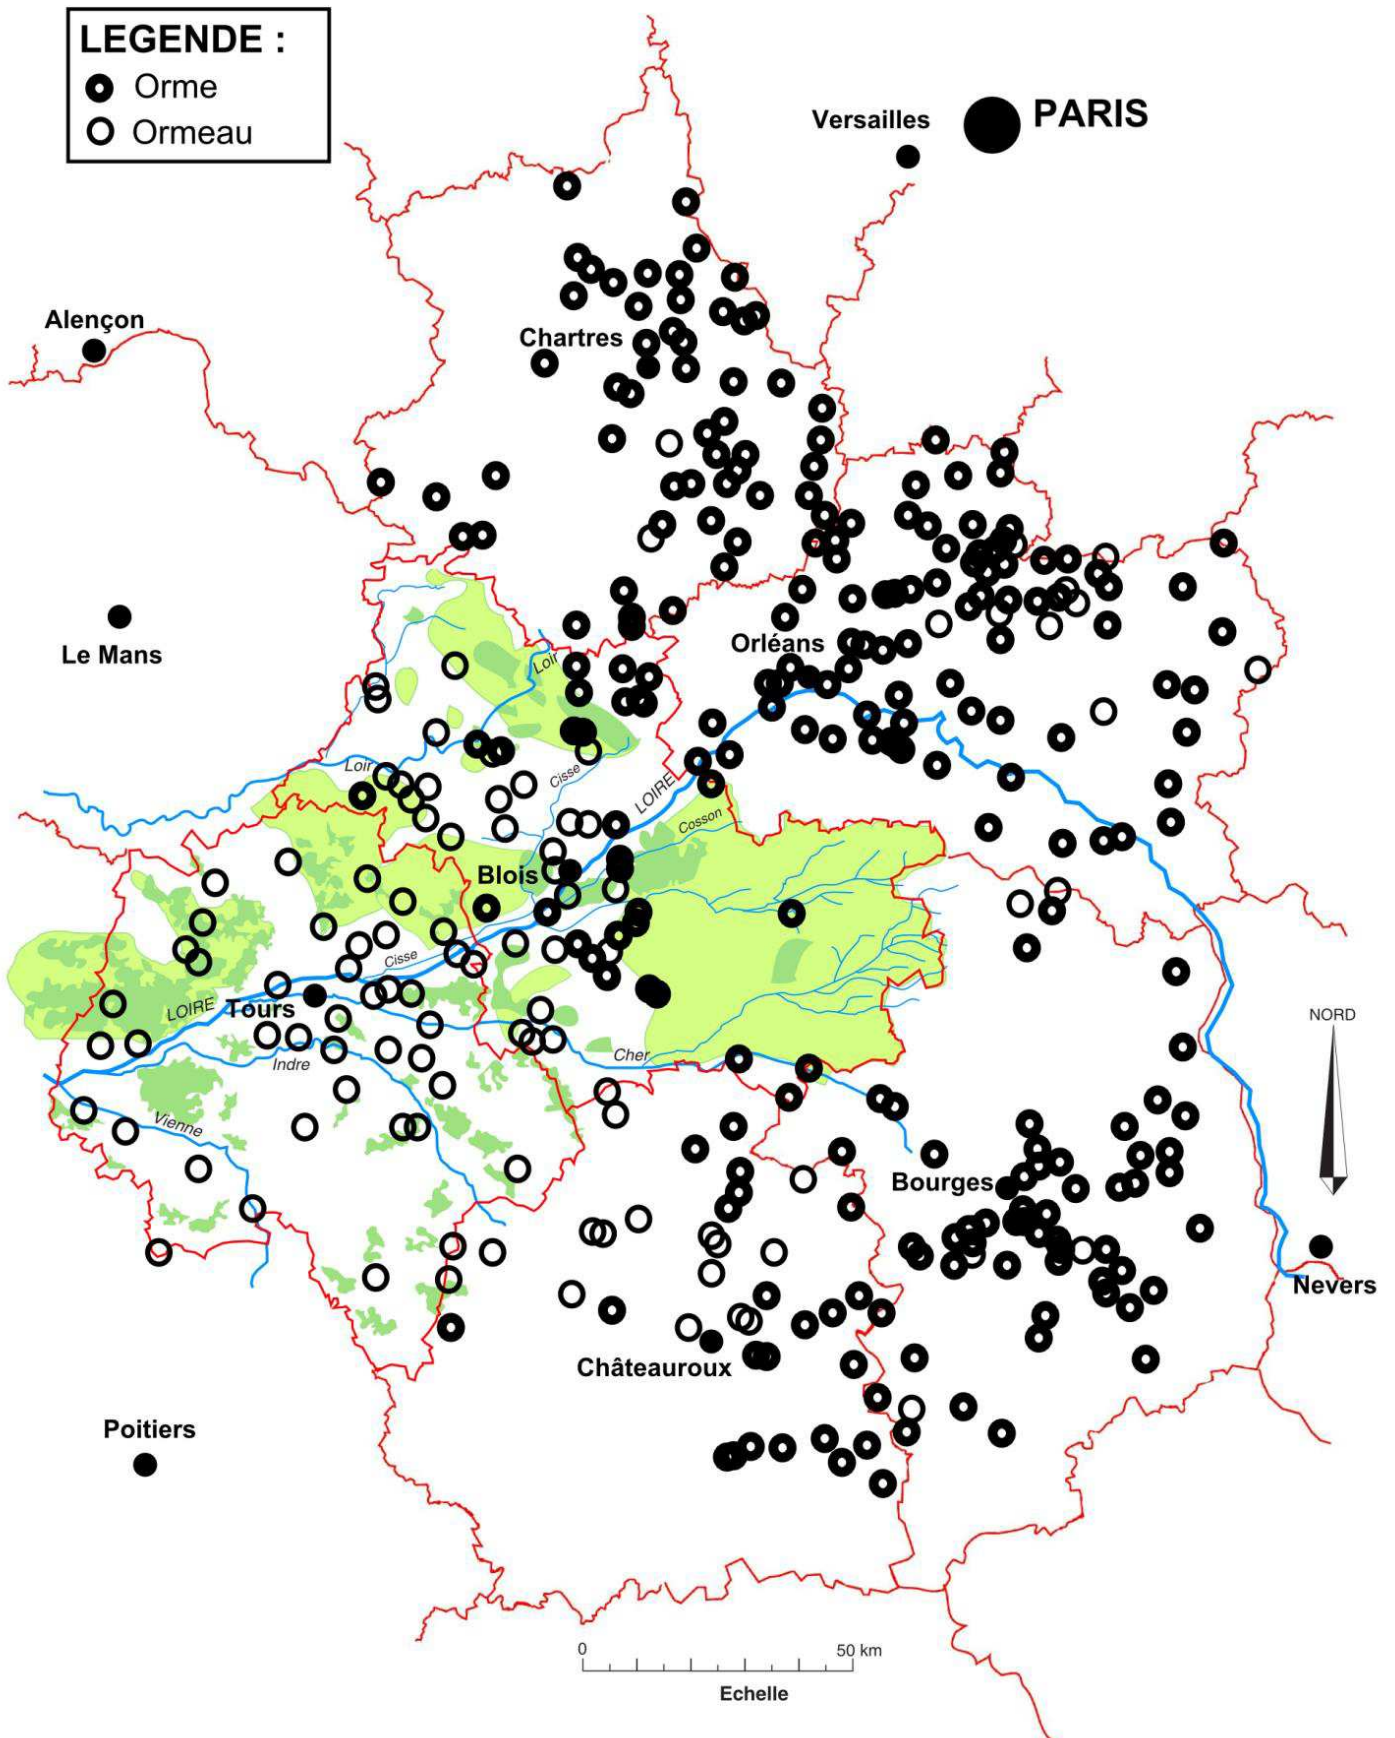 LEGENDE :
Orme
Ormeau
Versailles
PARIS
Alençon
Chartres
Le Mans
Orléans
Loir
Loir
Cisse
LOIRE
Cosson
Blois
Cisse
LOIRE
Tours
Indre
Cher
NORD
Vienne
Bourges
Nevers
Châteauroux
Poitiers
0 50 km
Echelle